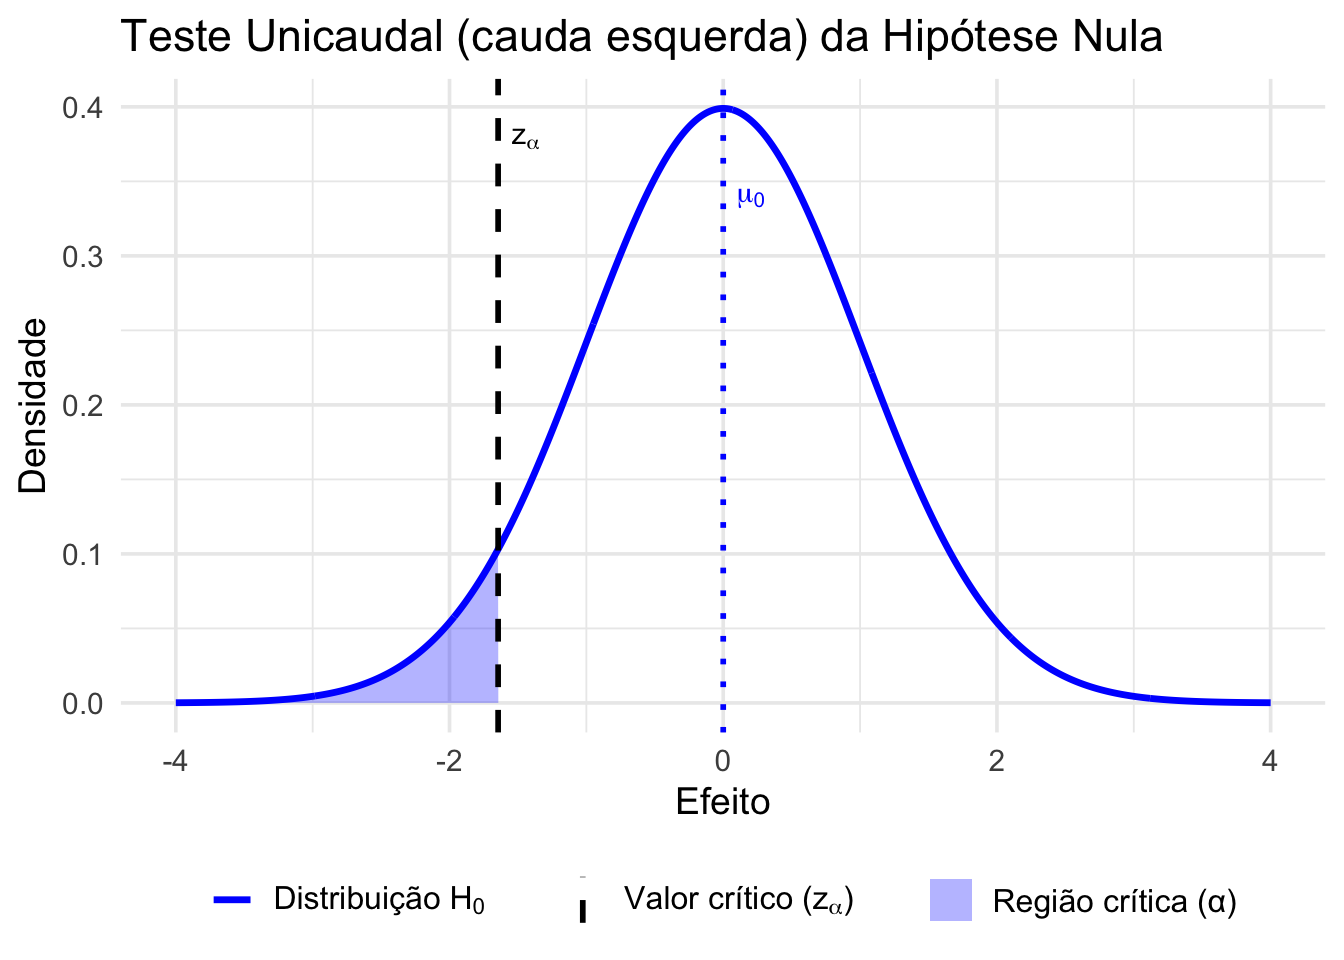 Teste Unicaudal (cauda esquerda) da Hipótese Nula
0.4
0.3
0.2
0.1
0.0
Densidade
zα
μ0
-4 -2 0 2 4
Efeito
Distribuição H0 Valor crítico (zα) Região crítica (α)